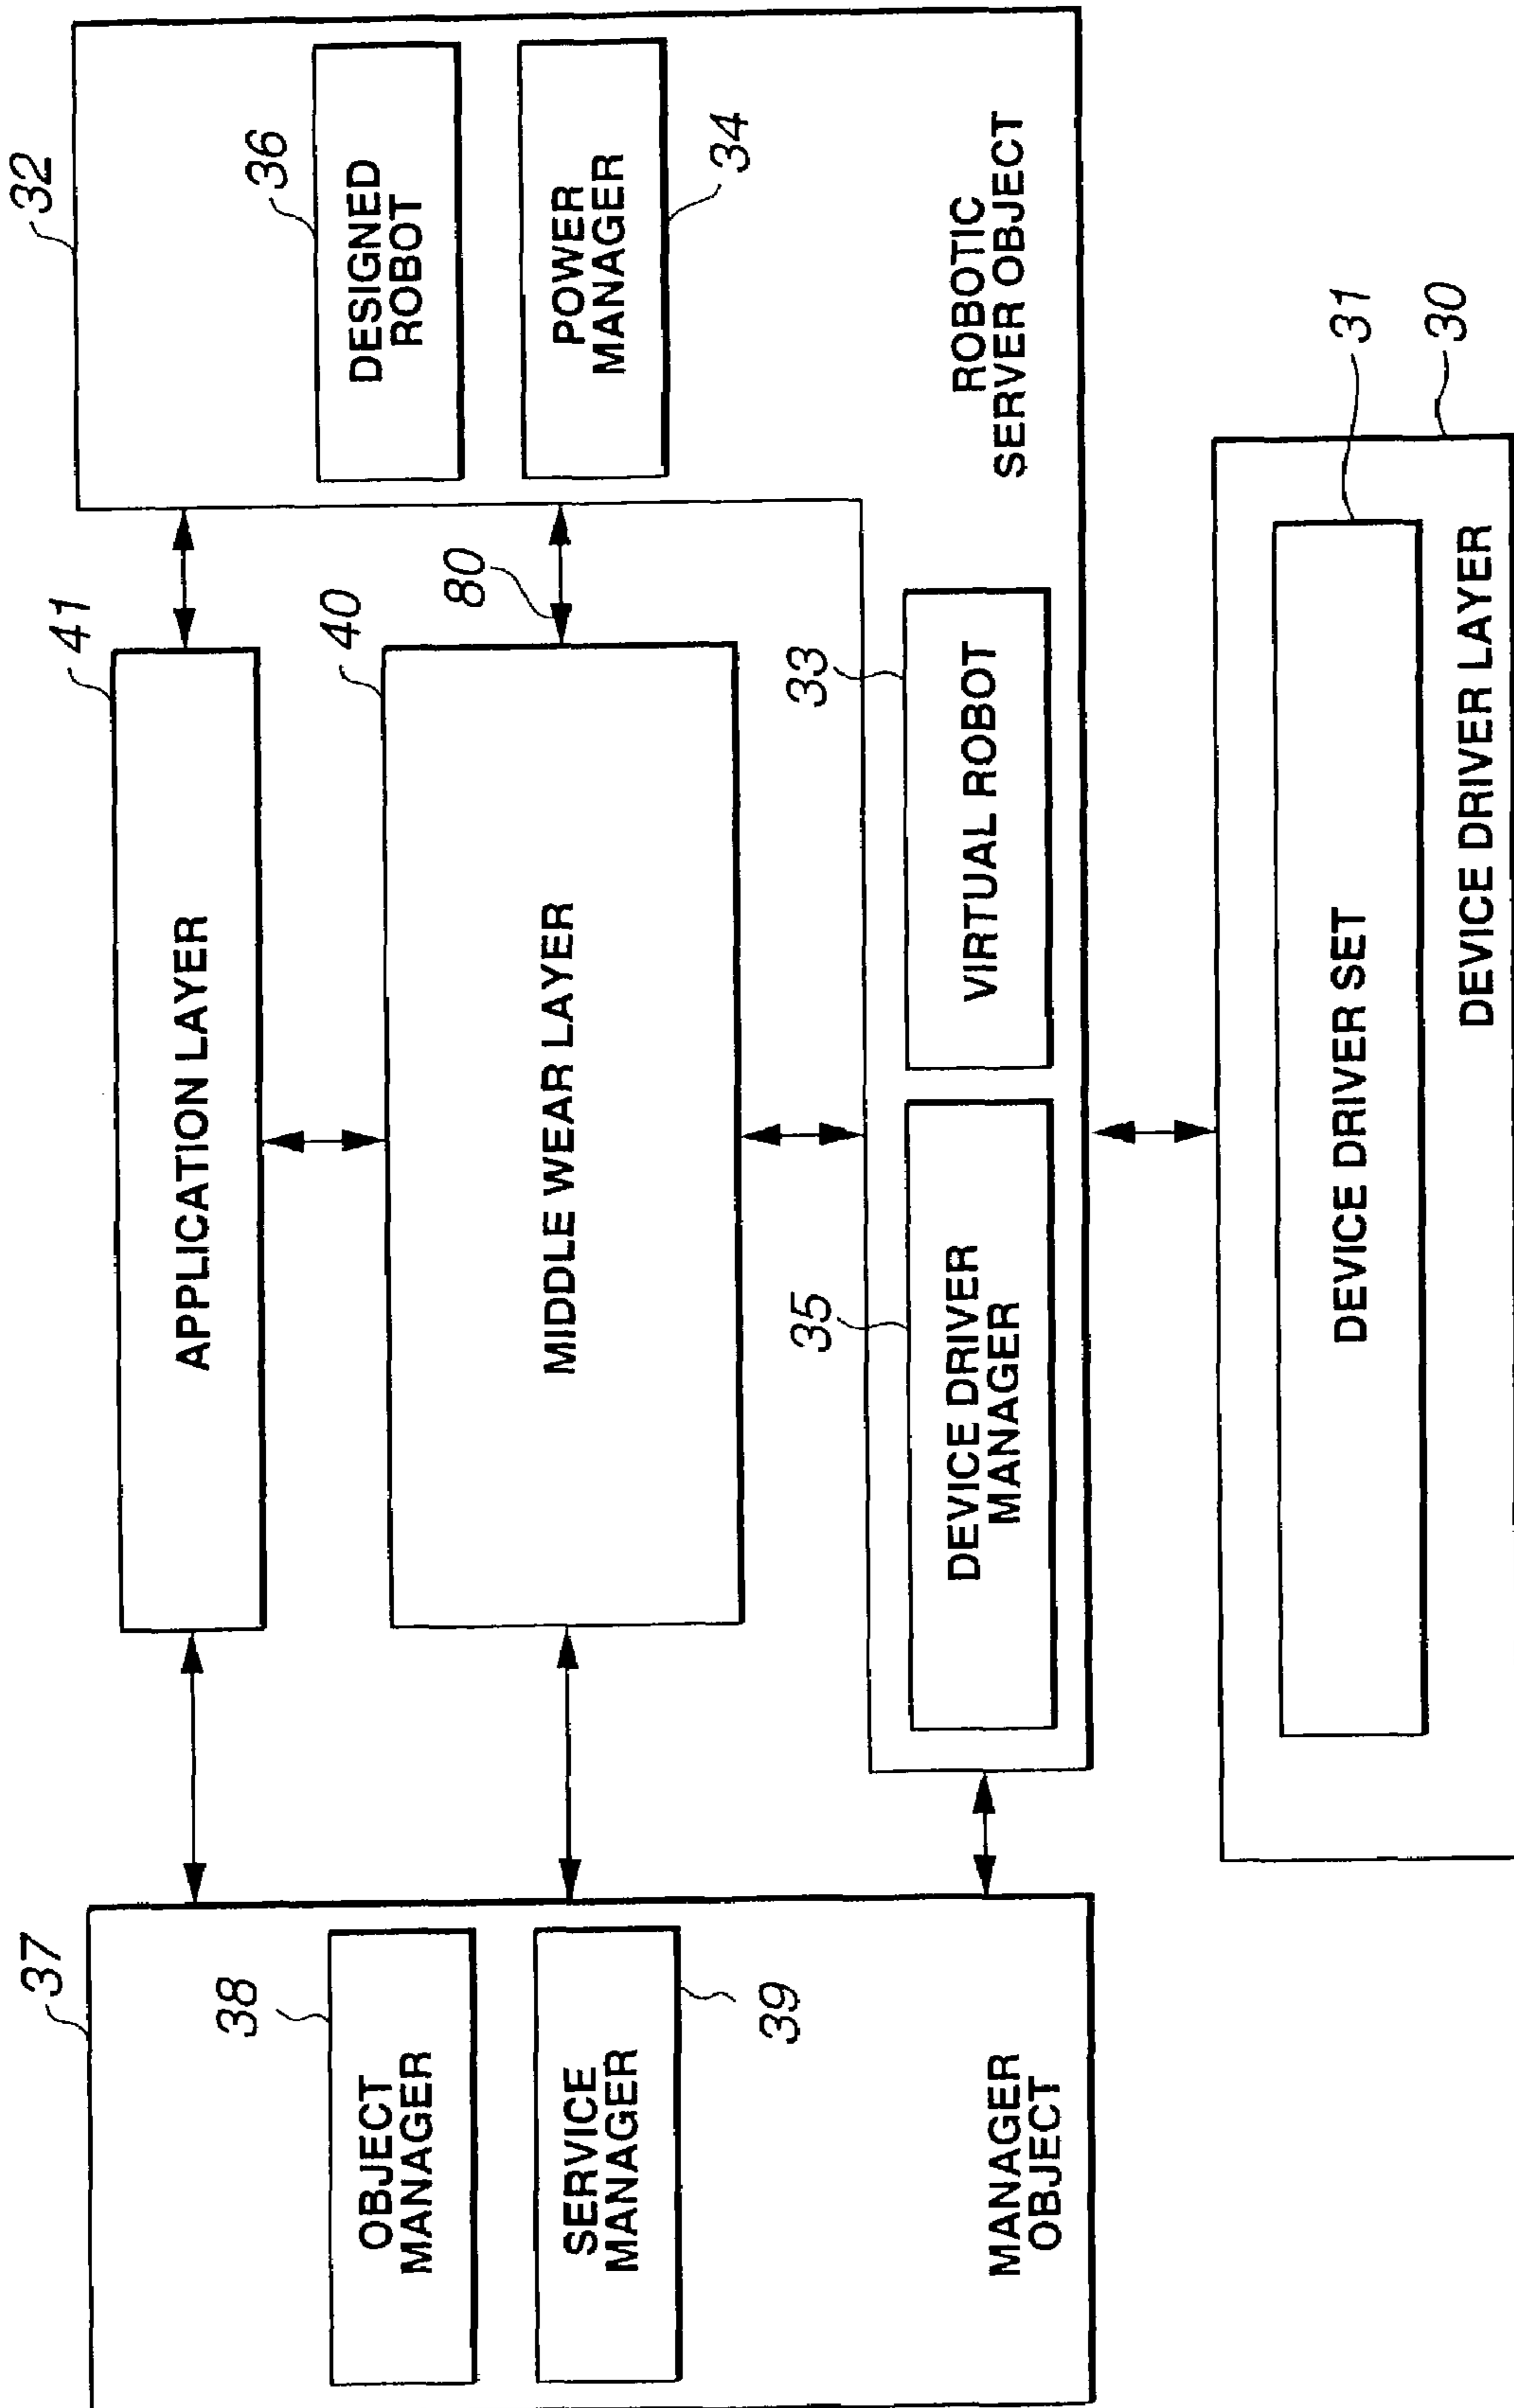 37
38
OBJECT
MANAGER
SERVICE
MANAGER
39
MANAGER
OBJECT
41
APPLICATION LAYER
40
MIDDLE WEAR LAYER
80
32
36
DESIGNED
ROBOT
POWER
MANAGER
34
ROBOTIC
SERVER OBJECT
35
DEVICE DRIVER
MANAGER
33
VIRTUAL ROBOT
DEVICE DRIVER SET
31
DEVICE DRIVER LAYER
30